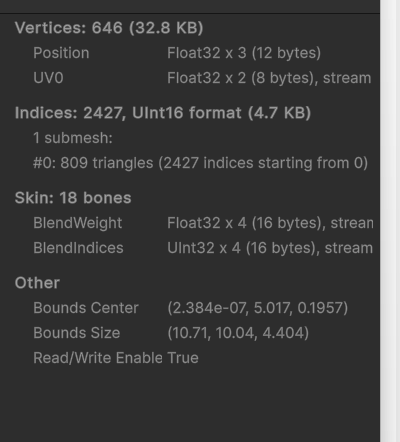 Vertices: 646 (32.8 KB)
Position Float32 x 3 (12 bytes)
UV0 Float32 x 2 (8 bytes), stream
Indices: 2427, UInt16 format (4.7 KB)
1 submesh:
#0: 809 triangles (2427 indices starting from 0)
Skin: 18 bones
BlendWeight Float32 x 4 (16 bytes), stream
BlendIndices UInt32 x 4 (16 bytes), stream
Other
Bounds Center (2.384e-07, 5.017, 0.1957)
Bounds Size (10.71, 10.04, 4.404)
Read/Write Enable True